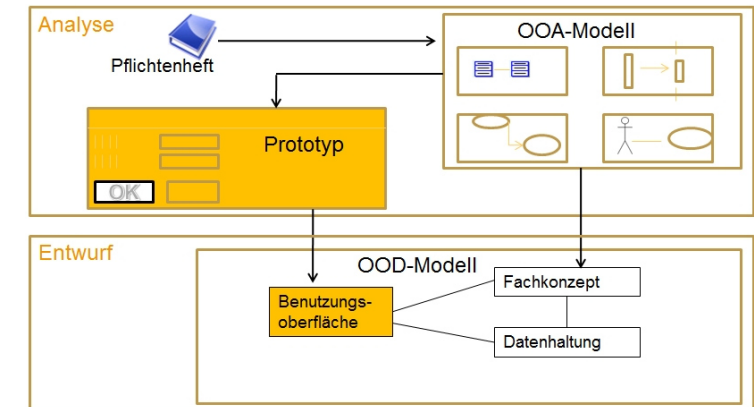 Analyse
OOA-Modell
Pflichtenheft
Prototyp
OK
Entwurf
OOD-Modell
Fachkonzept
Benutzungs-
oberfläche
Datenhaltung